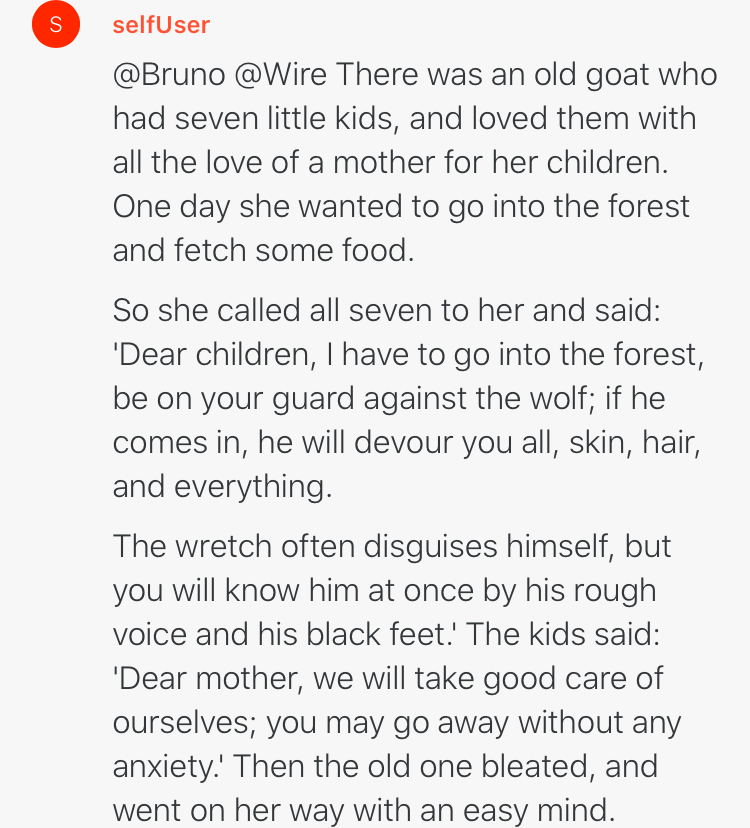 S
selfUser
@Bruno @Wire There was an old goat who
had seven little kids, and loved them with
all the love of a mother for her children.
One day she wanted to go into the forest
and fetch some food.
So she called all seven to her and said:
'Dear children, I have to go into the forest,
be on your guard against the wolf; if he
comes in, he will devour you all, skin, hair,
and everything.
The wretch often disguises himself, but
you will know him at once by his rough
voice and his black feet.' The kids said:
'Dear mother, we will take good care of
ourselves; you may go away without any
anxiety.' Then the old one bleated, and
went on her way with an easy mind.